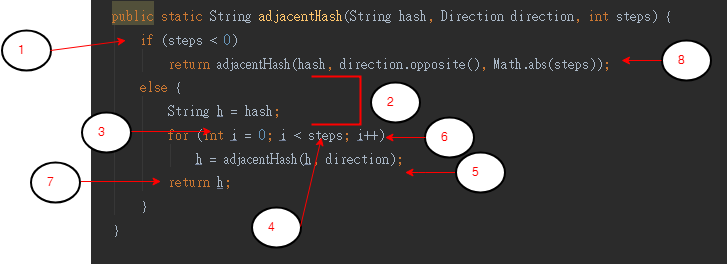 public static String adjacentHash(String hash, Direction direction, int steps) {
1
if (steps < 0)
return adjacentHash(hash, direction.opposite(), Math.abs(steps));
8
else {
2
String h = hash;
3
for (int i = 0; i < steps; i++)
6
h = adjacentHash(h, direction);
5
7
return h;
4
}
}